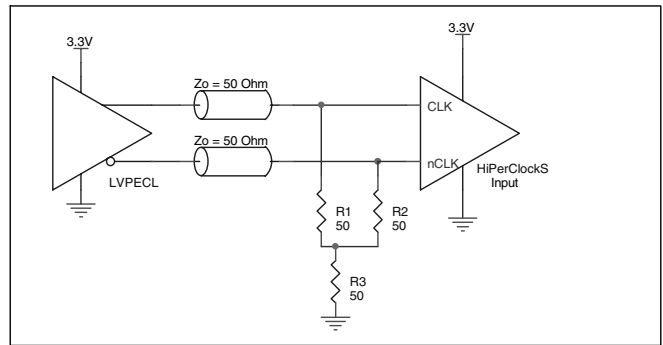 3.3V
3.3V
Zo = 50 Ohm
CLK
Zo = 50 Ohm
nCLK
LVPECL
HiPerClockS
Input
R1
50
R2
50
R3
50